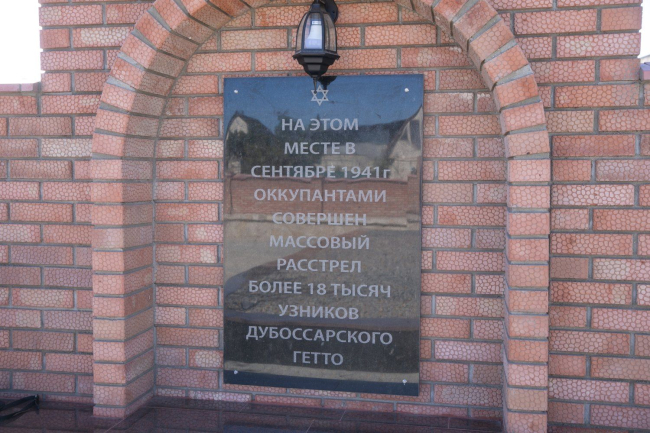 НА ЭТОМ
МЕСТЕ В
СЕНТЯБРЕ 1941г
ОККУПАНТАМИ
СОВЕРШЕН
МАССОВЫЙ
РАССТРЕЛ
БОЛЕЕ 18 ТЫСЯЧ
УЗНИКОВ
ДУБОССАРСКОГО
ГЕТТО